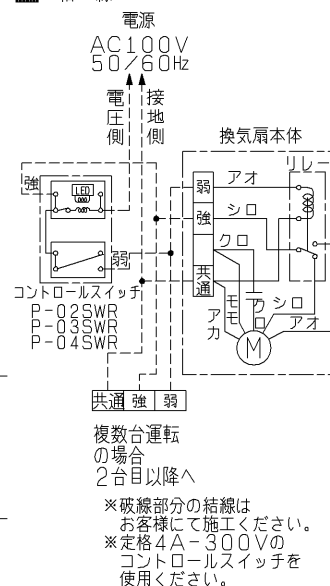 電源
AC100V
50/60Hz
電圧側
接地側
換気扇本体
リレー
強
LED
弱
弱
強
共通
アオ
シロ
クロ
モモ
アカ
クロ
シロ
アオ
M
コントロールスイッチ
P-02SWR
P-03SWR
P-04SWR
共通 強 弱
複数台運転
の場合
2台目以降へ
※破線部分の結線は
お客様にて施工ください。
※定格4A-300Vの
コントロールスイッチを
使用ください。